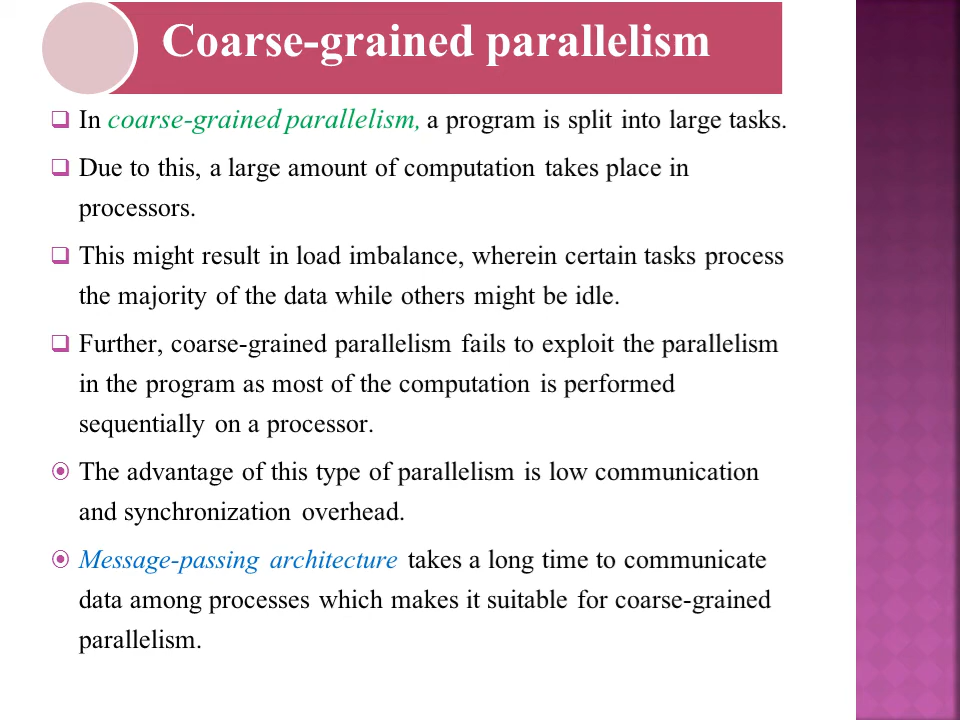 Coarse-grained parallelism
In coarse-grained parallelism, a program is split into large tasks.
Due to this, a large amount of computation takes place in
processors.
This might result in load imbalance, wherein certain tasks process
the majority of the data while others might be idle.
Further, coarse-grained parallelism fails to exploit the parallelism
in the program as most of the computation is performed
sequentially on a processor.
The advantage of this type of parallelism is low communication
and synchronization overhead.
Message-passing architecture takes a long time to communicate
data among processes which makes it suitable for coarse-grained
parallelism.